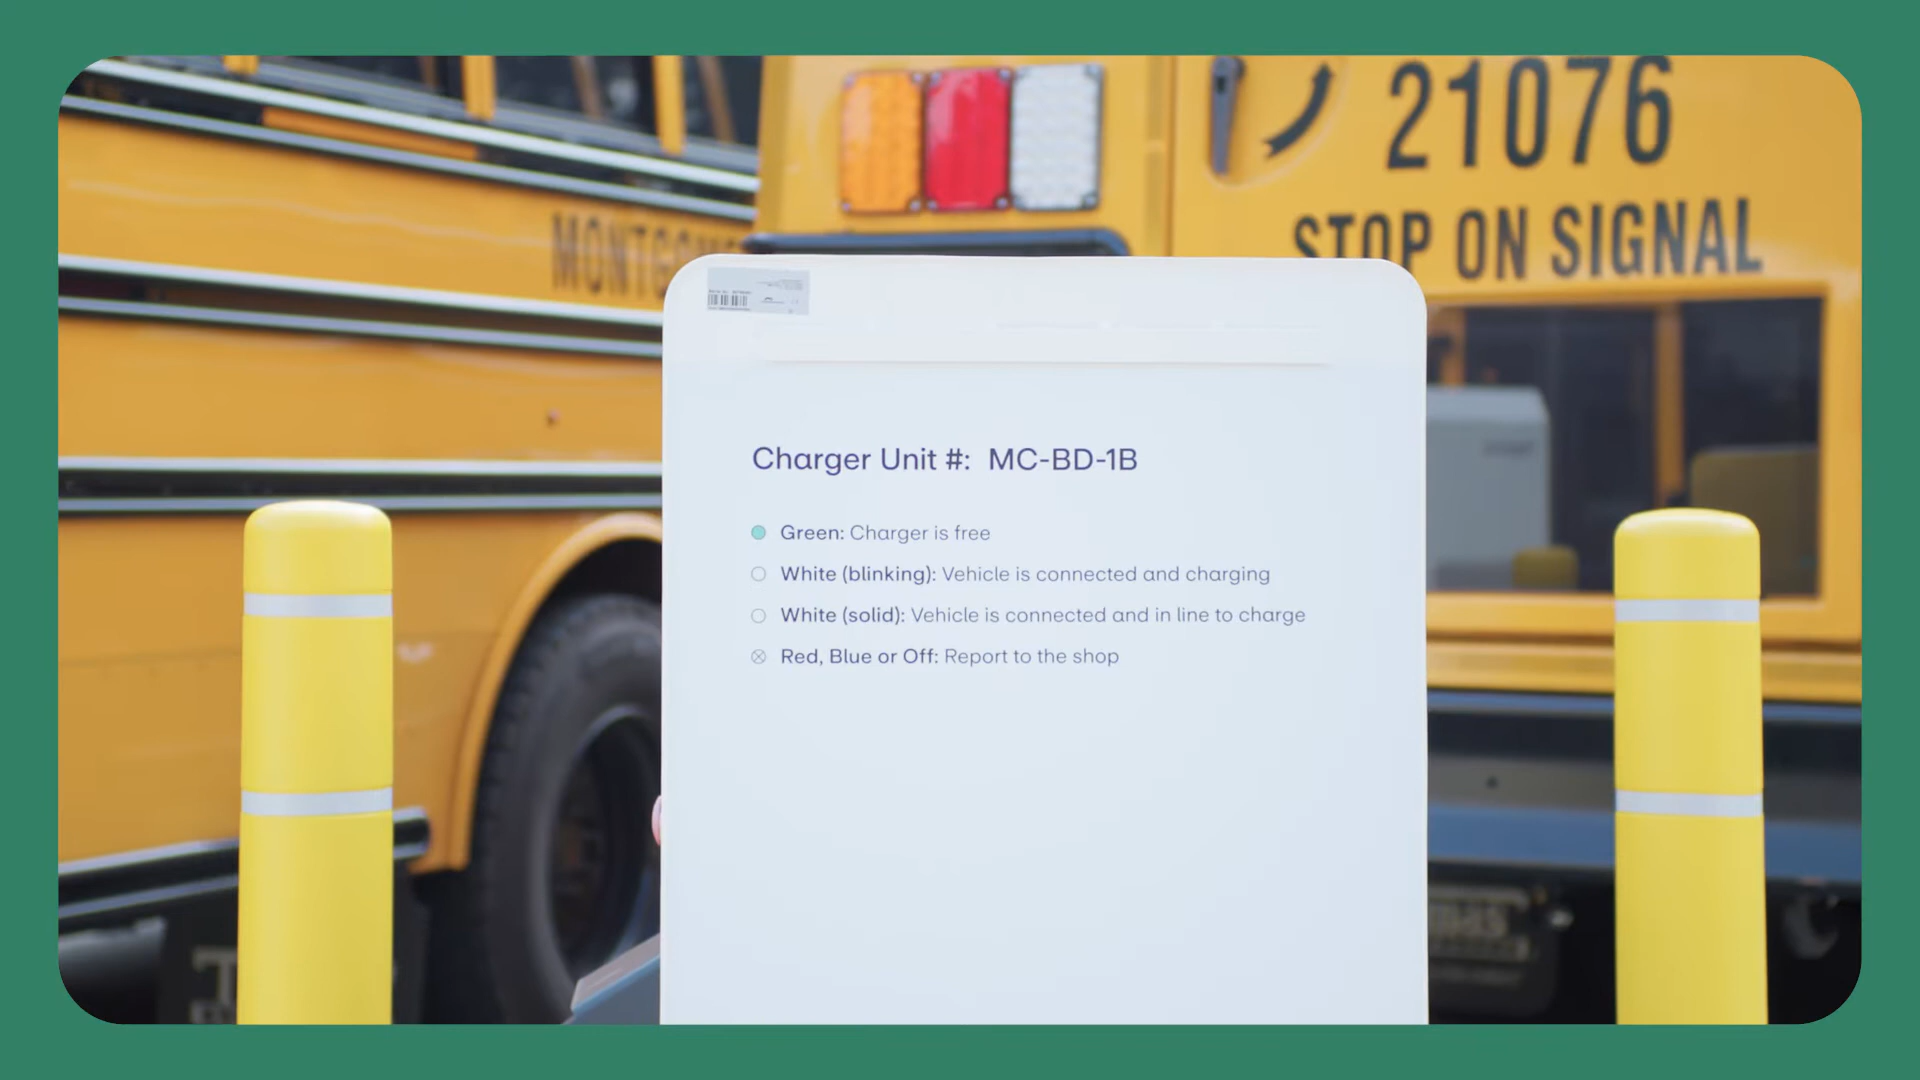 21076
STOP ON SIGNAL
Charger Unit #: MC-BD-1B
Green: Charger is free
White (blinking): Vehicle is connected and charging
White (solid): Vehicle is connected and in line to charge
Red, Blue or Off: Report to the shop